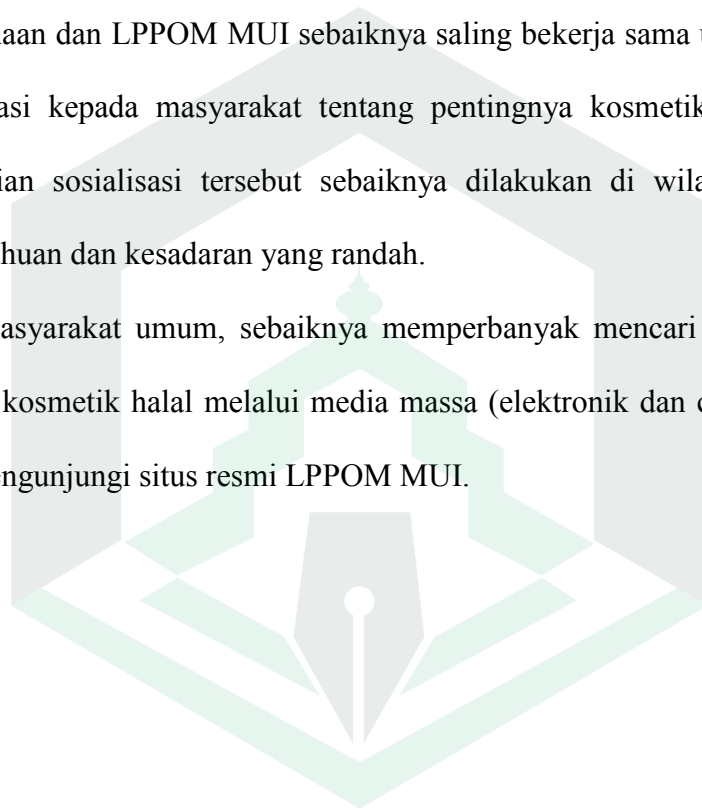 naan dan LPPOM MUI sebaiknya saling bekerja sama u
asi kepada masyarakat tentang pentingnya kosmetik
ian sosialisasi tersebut sebaiknya dilakukan di wila
huan dan kesadaran yang randah.
asyarakat umum, sebaiknya memperbanyak mencari
kosmetik halal melalui media massa (elektronik dan c
engunjungi situs resmi LPPOM MUI.